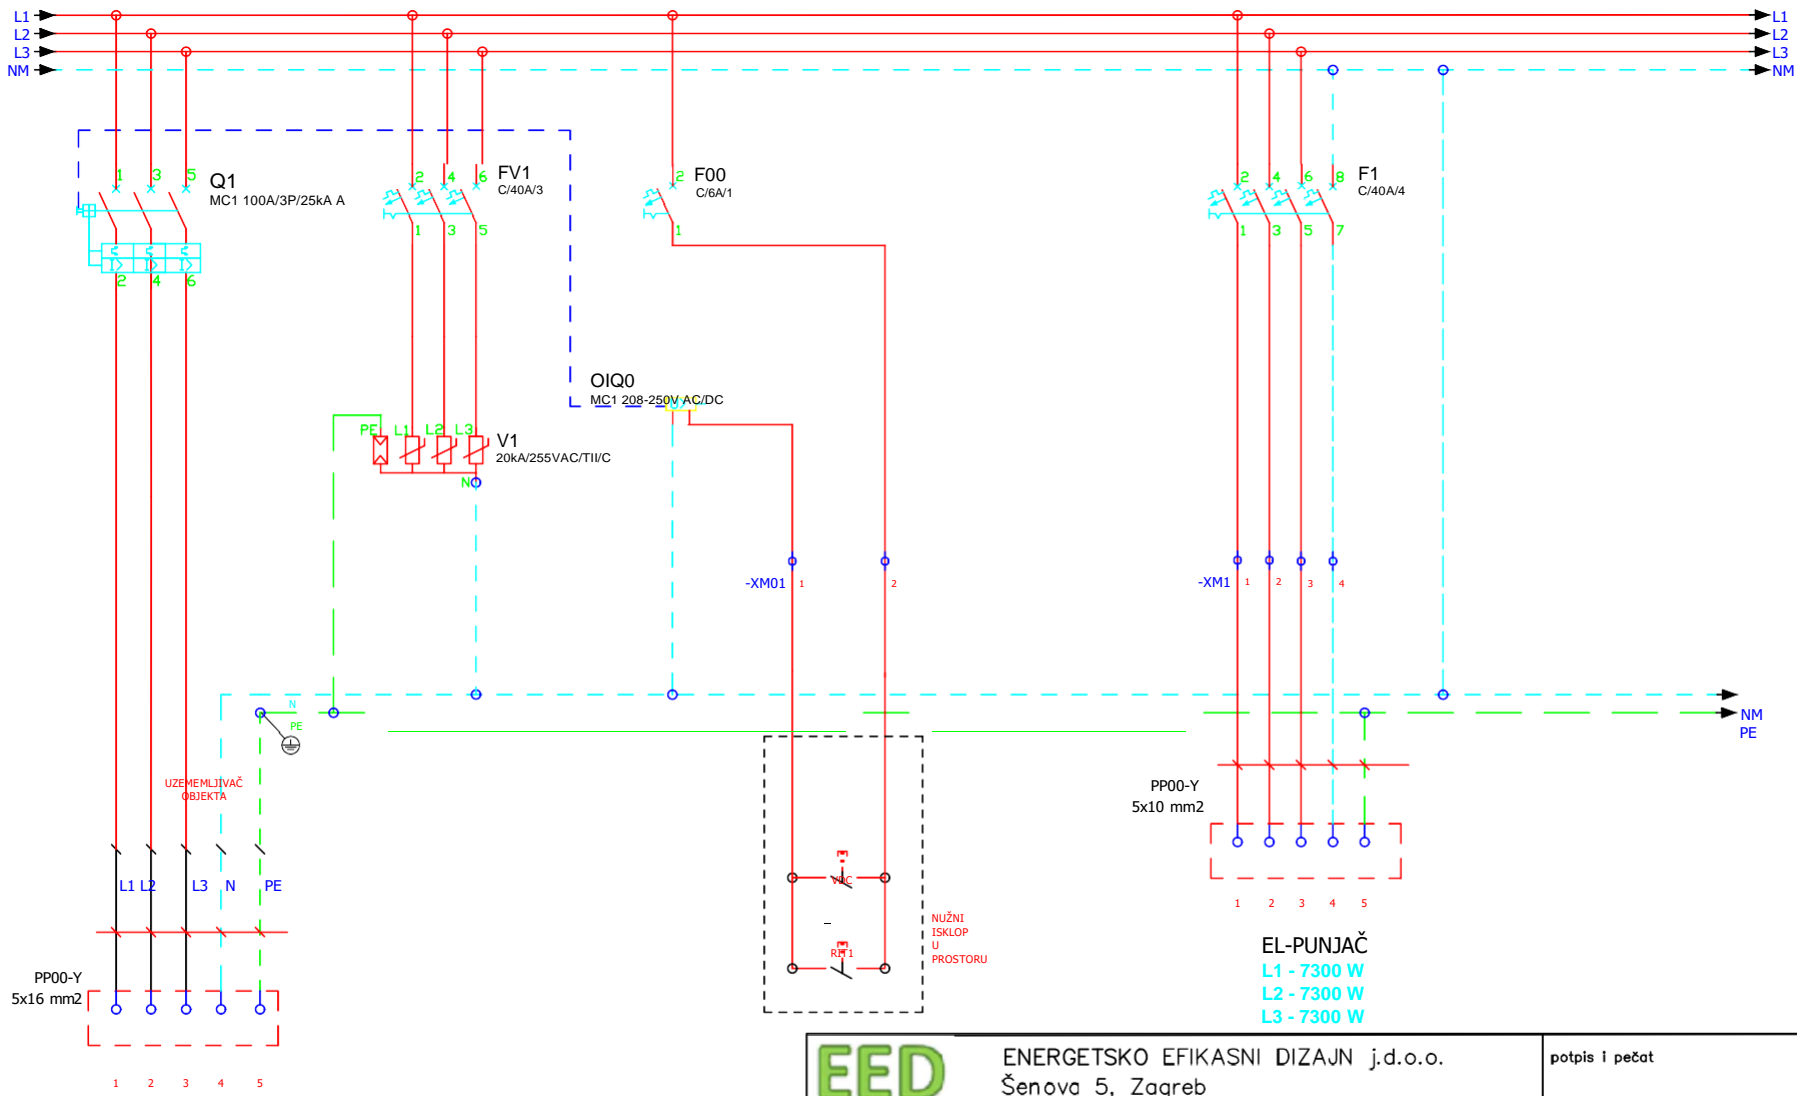 L1
L1
L2
L2
L3
L3
NM
NM
1
3
5
Q1
MC1 100A/3P/25kA A
2
4
6
FV1
C/40A/3
2
F00
C/6A/1
2
4
6
8
F1
C/40A/4
1
3
5
1
1
3
5
7
I>
I>
I>
2
4
6
OIQ0
MC1 208-250V AC/DC
PE
L1
L2
L3
V1
20kA/255VAC/TII/C
N
-XM01
1
2
-XM1
1
2
3
4
N
PE
NM
PE
UZEMEMLJIVAČ
OBJEKTA
PP00-Y
5x10 mm2
L1
L2
L3
N
PE
NUŽNI
ISKLOP
U
PROSTORU
1
2
3
4
5
EL-PUNJAČ
L1 - 7300 W
L2 - 7300 W
L3 - 7300 W
PP00-Y
5x16 mm2
1
2
3
4
5
EED
ENERGETSKO EFIKASNI DIZAJN j.d.o.o.
Šenova 5, Zagreb
potpis i pečat